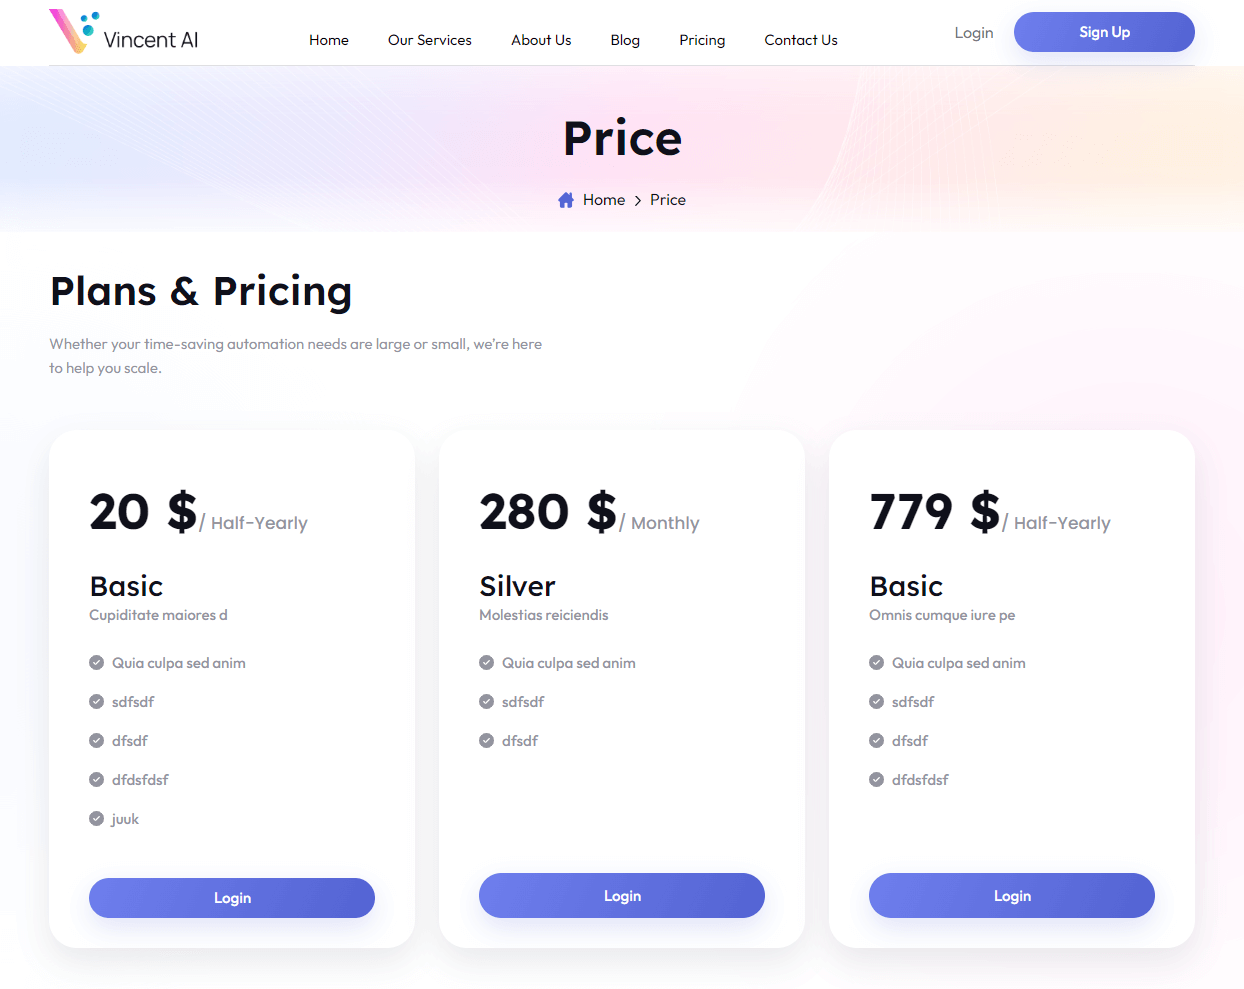 Vincent AI
Home Our Services About Us Blog Pricing Contact Us Login Sign Up
Price
Home > Price
Plans & Pricing
Whether your time-saving automation needs are large or small, we're here
to help you scale.
20 $/ Half-Yearly
Basic
Cupiditate maiores d
Quia culpa sed anim
sdfsdf
dfsdf
dfdsfdsf
juuk
Login
280 $/ Monthly
Silver
Molestias reiciendis
Quia culpa sed anim
sdfsdf
dfsdf
Login
779 $/ Half-Yearly
Basic
Omnis cumque iure pe
Quia culpa sed anim
sdfsdf
dfsdf
dfdsfdsf
Login